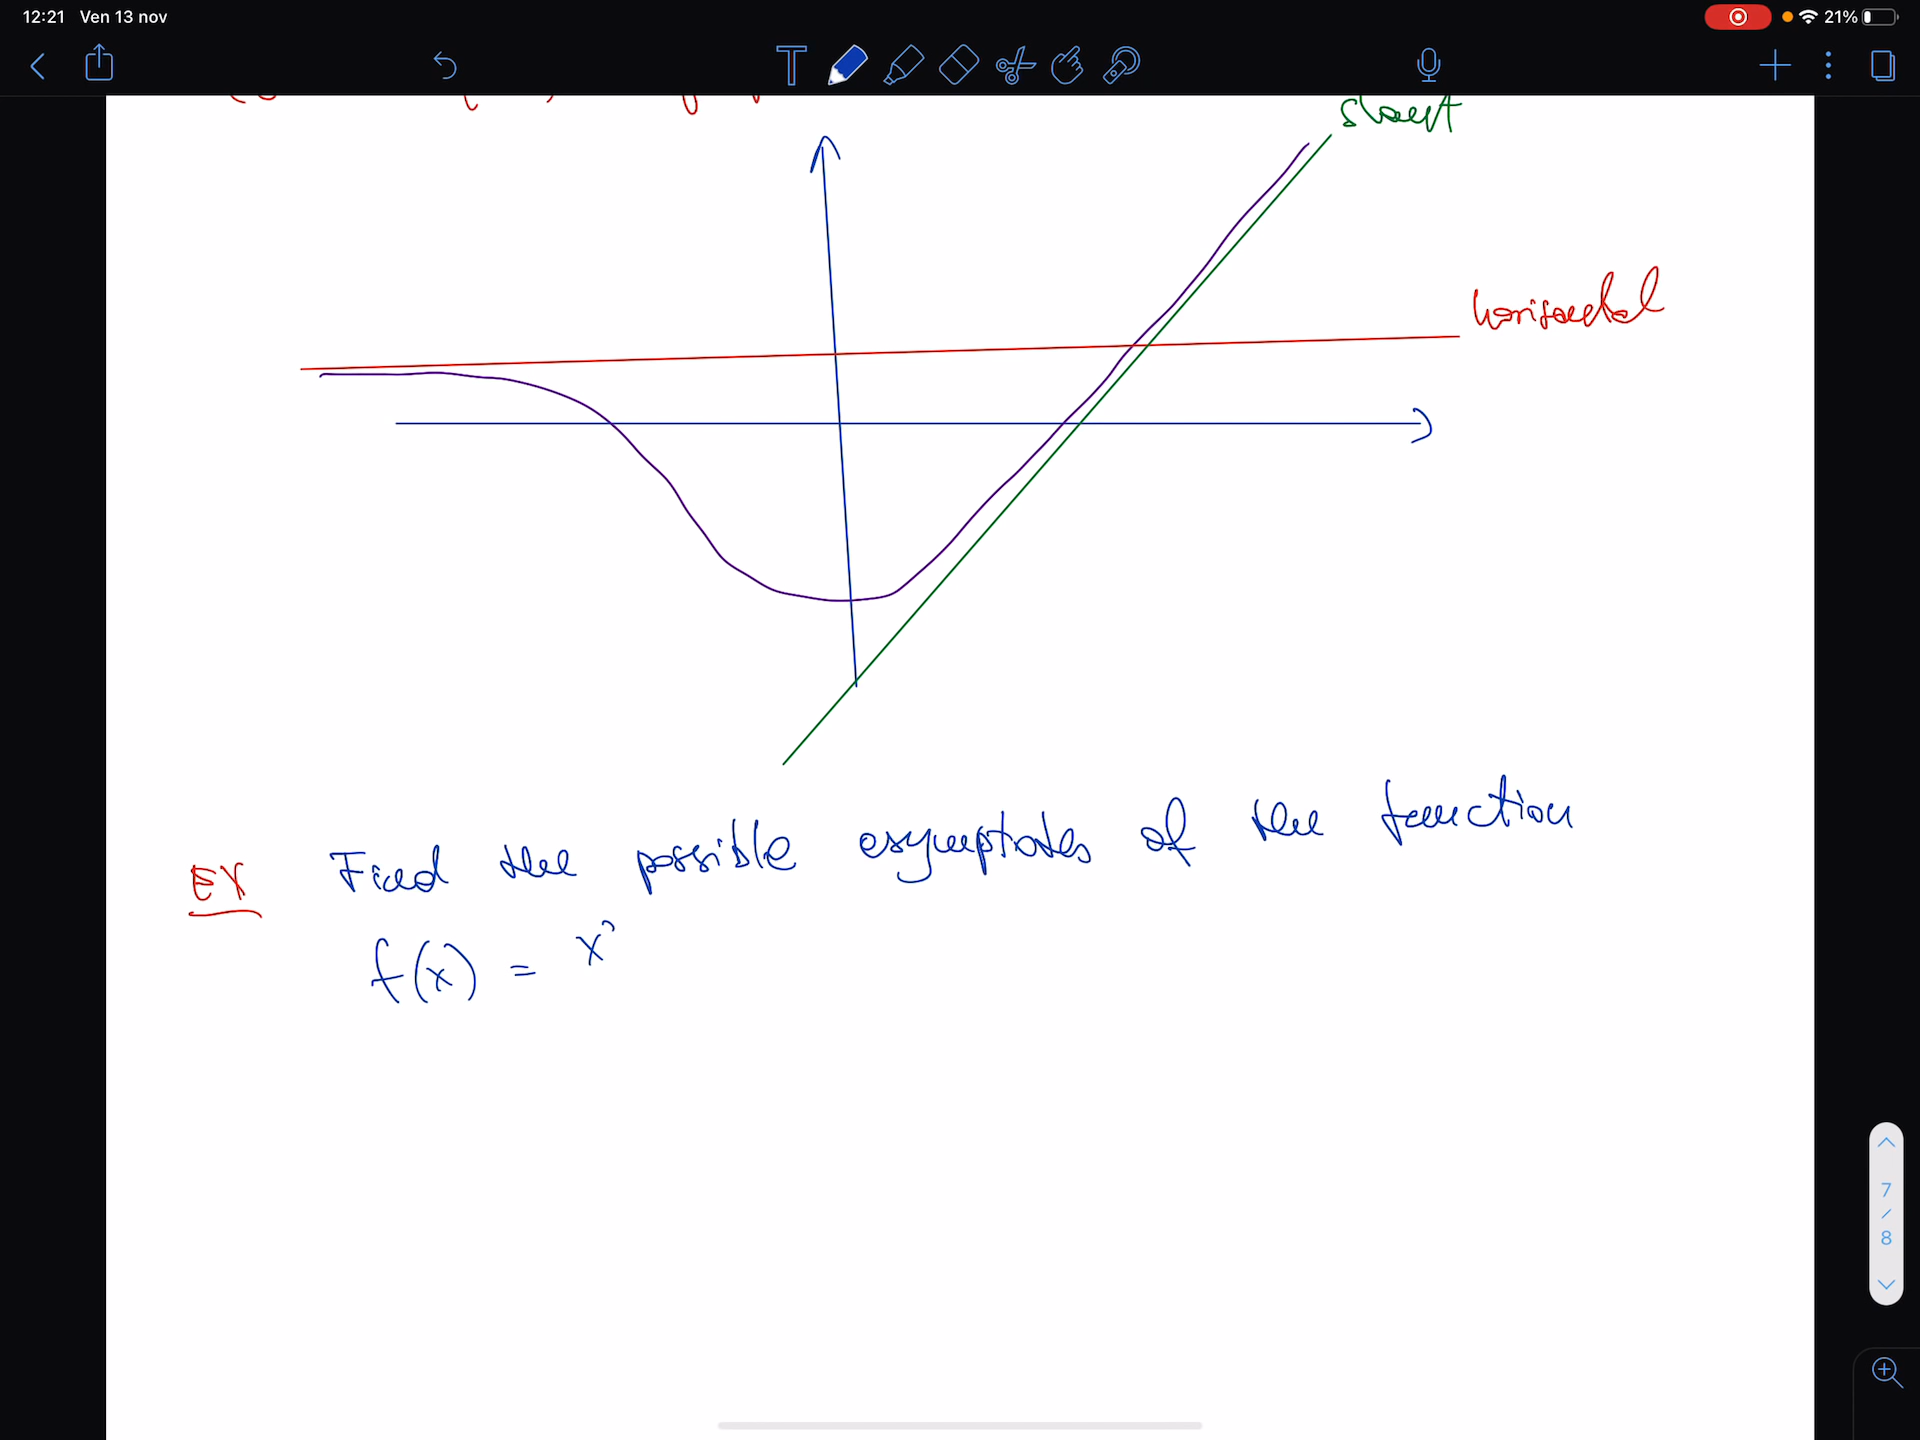 12:21 Ven 13 nov
21%
slant
horizontal
EX Find the possible asymptotes of the function
f(x) = x
7
/
8